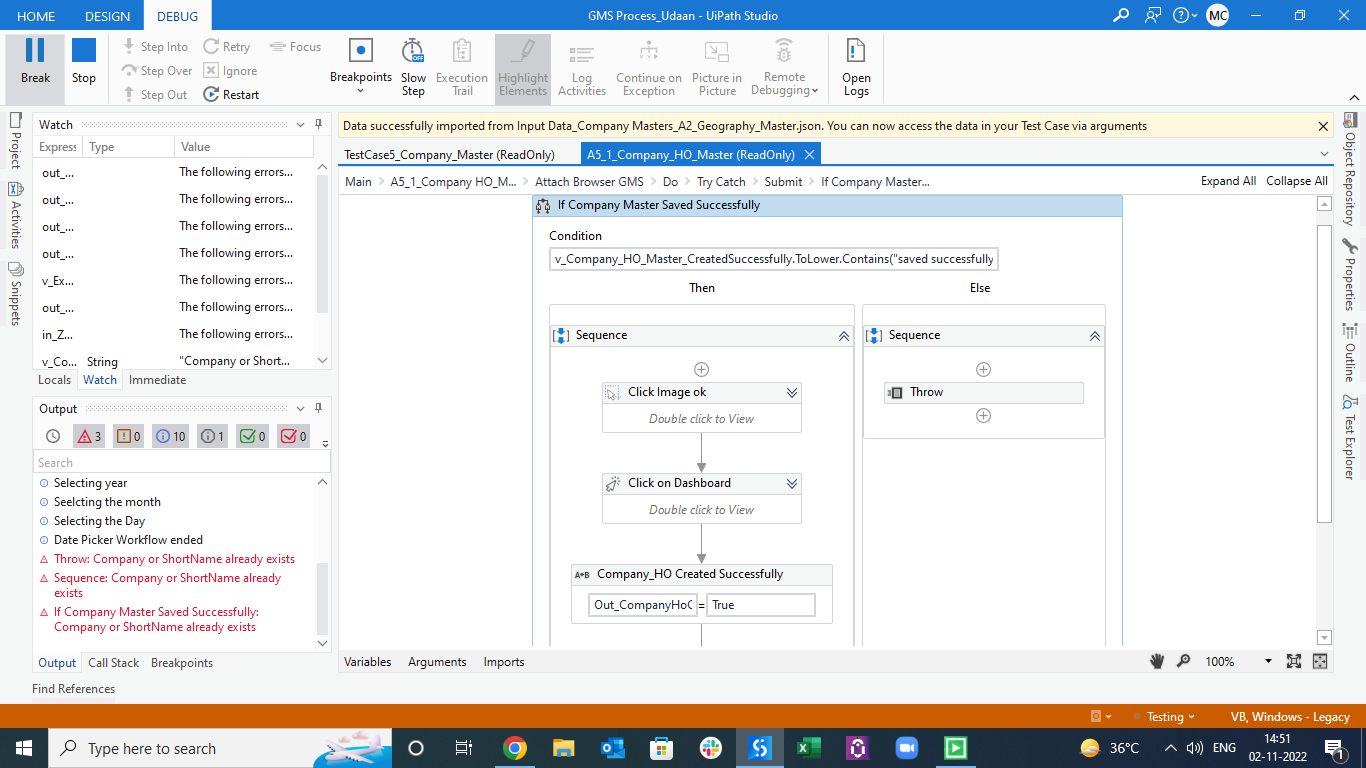 HOME DESIGN DEBUG GMS Process_Udaan - UiPath Studio MC
Break
Stop
Step Into
Step Over
Step Out
Retry
Ignore
Restart
Focus
Breakpoints
Slow
Step
Execution
Trail
Highlight
Elements
Log
Activities
Continue on
Exception
Picture in
Picture
Remote
Debugging
Open
Logs
Project
Activities
Snippets
Watch
Express Type Value
out_... The following errors...
out_... The following errors...
out_... The following errors...
out_... The following errors...
v_Ex... The following errors...
out_... The following errors...
in_Z... The following errors...
v_Co... String "Company or Short...
Locals Watch Immediate
Output
3 0 10 1 0 0
Search
Selecting year
Seelcting the month
Selecting the Day
Date Picker Workflow ended
Throw: Company or ShortName already exists
Sequence: Company or ShortName already
exists
If Company Master Saved Successfully:
Company or ShortName already exists
Output Call Stack Breakpoints
Find References
Data successfully imported from Input Data_Company Masters_A2_Geography_Master.json. You can now access the data in your Test Case via arguments
TestCase5_Company_Master (ReadOnly) A5_1_Company_HO_Master (ReadOnly)
Main A5_1_Company HO_M... Attach Browser GMS Do Try Catch Submit If Company Master... Expand All Collapse All
If Company Master Saved Successfully
Condition
v_Company_HO_Master_CreatedSuccessfully.ToLower.Contains("saved successfully
Then Else
Sequence Sequence
Click Image ok
Double click to View
Throw
Click on Dashboard
Double click to View
A+B Company_HO Created Successfully
Out_CompanyHoC = True
Variables Arguments Imports 100%
Object Repository
Properties
Outline
Test Explorer
Testing VB, Windows - Legacy
Type here to search
36°C ENG
14:51
02-11-2022
1